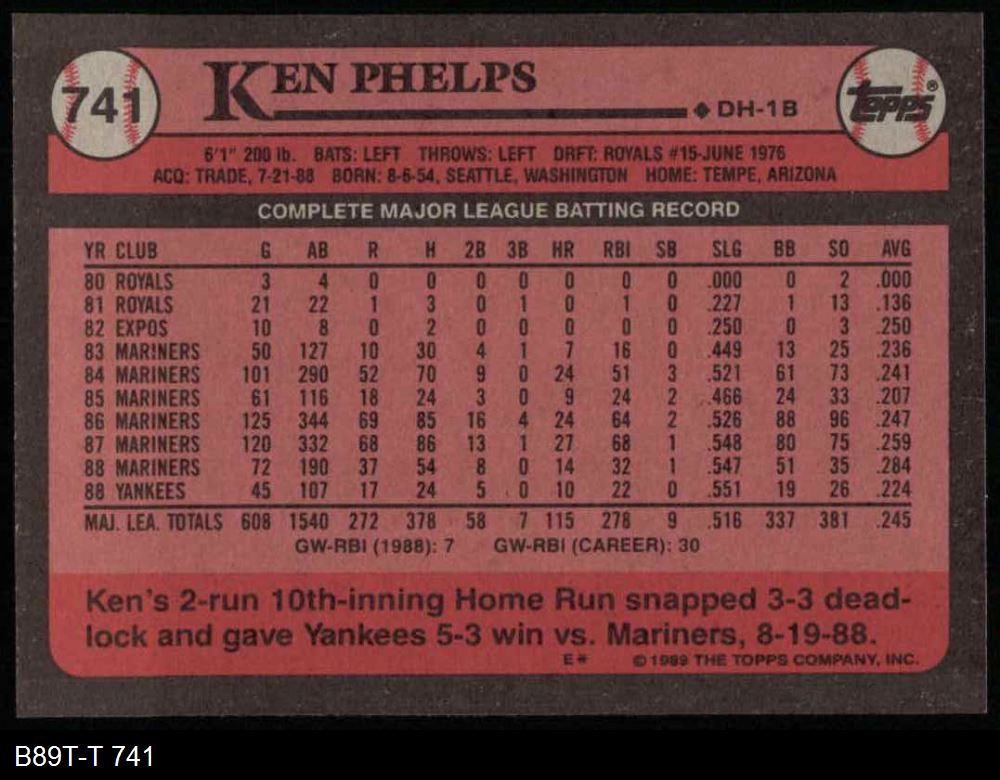 741 KEN PHELPS
◆ DH-1B
topps®
6'1" 200 lb. BATS: LEFT THROWS: LEFT DRFT: ROYALS #15-JUNE 1976
ACQ: TRADE, 7-21-88 BORN: 8-6-54, SEATTLE, WASHINGTON HOME: TEMPE, ARIZONA
COMPLETE MAJOR LEAGUE BATTING RECORD
YR CLUB G AB R H 2B 3B HR RBI SB SLG BB SO AVG
80 ROYALS 3 4 0 0 0 0 0 0 0 .000 0 2 .000
81 ROYALS 21 22 1 3 0 1 0 1 0 .227 1 13 .136
82 EXPOS 10 8 0 2 0 0 0 0 0 .250 0 3 .250
83 MARINERS 50 127 10 30 4 1 7 16 0 .449 13 25 .236
84 MARINERS 101 290 52 70 9 0 24 51 3 .521 61 73 .241
85 MARINERS 61 116 18 24 3 0 9 24 2 .466 24 33 .207
86 MARINERS 125 344 69 85 16 4 24 64 2 .526 88 96 .247
87 MARINERS 120 332 68 86 13 1 27 68 1 .548 80 75 .259
88 MARINERS 72 190 37 54 8 0 14 32 1 .547 51 35 .284
88 YANKEES 45 107 17 24 5 0 10 22 0 .551 19 26 .224
MAJ. LEA. TOTALS 608 1540 272 378 58 7 115 278 9 .516 337 381 .245
GW-RBI (1988): 7 GW-RBI (CAREER): 30
Ken's 2-run 10th-inning Home Run snapped 3-3 dead-
lock and gave Yankees 5-3 win vs. Mariners, 8-19-88.
E* © 1989 THE TOPPS COMPANY, INC.
B89T-T 741